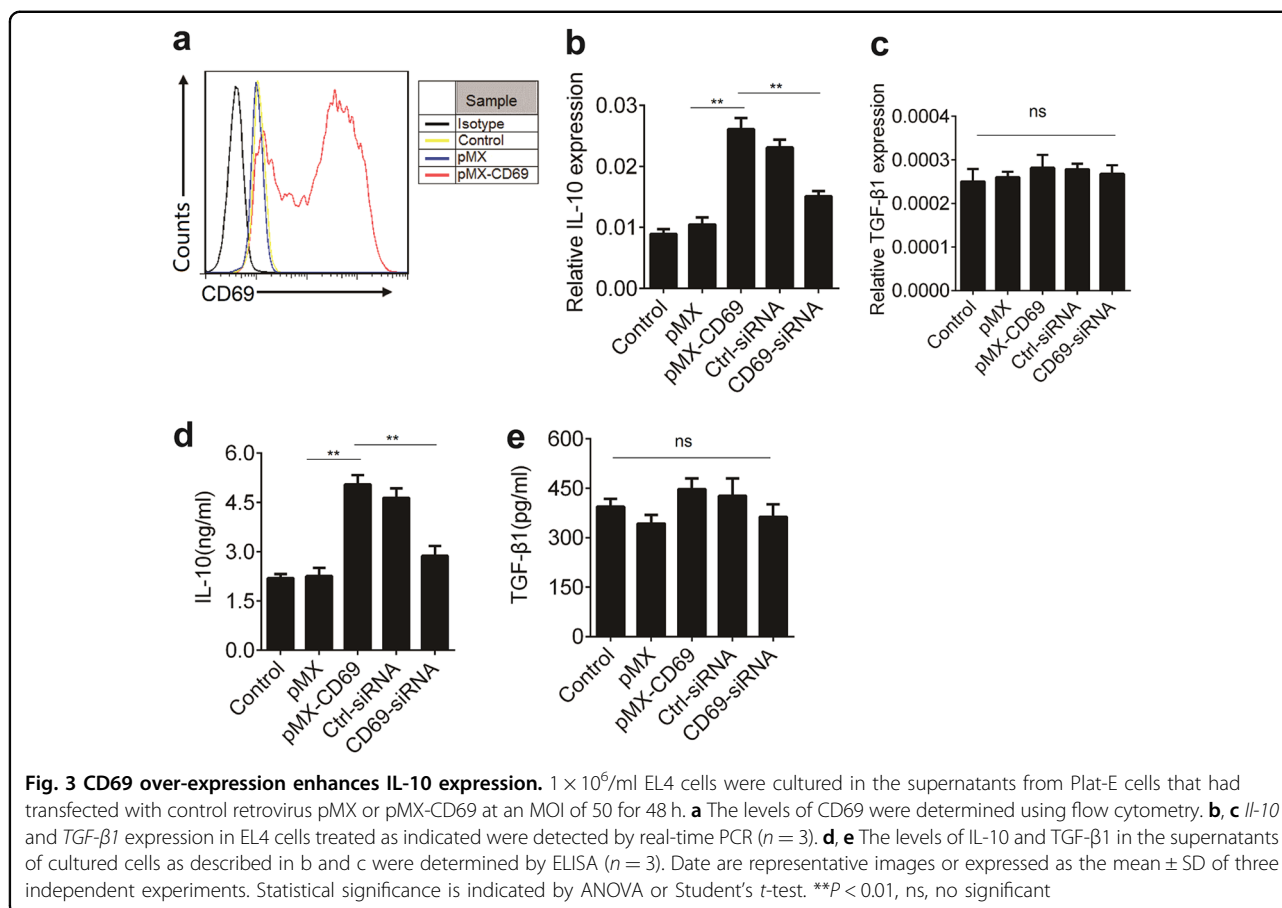 a
Counts
CD69
Sample
Isotype
Control
pMX
pMX-CD69
b
Relative IL-10 expression
0.03
0.02
0.01
0.00
**
**
Control
pMX
pMX-CD69
Ctrl-siRNA
CD69-siRNA
c
Relative TGF-β1 expression
0.0004
0.0003
0.0002
0.0001
0.0000
ns
Control
pMX
pMX-CD69
Ctrl-siRNA
CD69-siRNA
d
IL-10(ng/ml)
6.0
4.5
3.0
1.5
0.0
**
**
Control
pMX
pMX-CD69
Ctrl-siRNA
CD69-siRNA
e
TGF-β1(pg/ml)
600
450
300
150
0
ns
Control
pMX
pMX-CD69
Ctrl-siRNA
CD69-siRNA
Fig. 3 CD69 over-expression enhances IL-10 expression. 1 × 10⁶/ml EL4 cells were cultured in the supernatants from Plat-E cells that had
transfected with control retrovirus pMX or pMX-CD69 at an MOI of 50 for 48 h. a The levels of CD69 were determined using flow cytometry. b, c Il-10
and TGF-β1 expression in EL4 cells treated as indicated were detected by real-time PCR (n = 3). d, e The levels of IL-10 and TGF-β1 in the supernatants
of cultured cells as described in b and c were determined by ELISA (n = 3). Date are representative images or expressed as the mean ± SD of three
independent experiments. Statistical significance is indicated by ANOVA or Student's t-test. **P < 0.01, ns, no significant